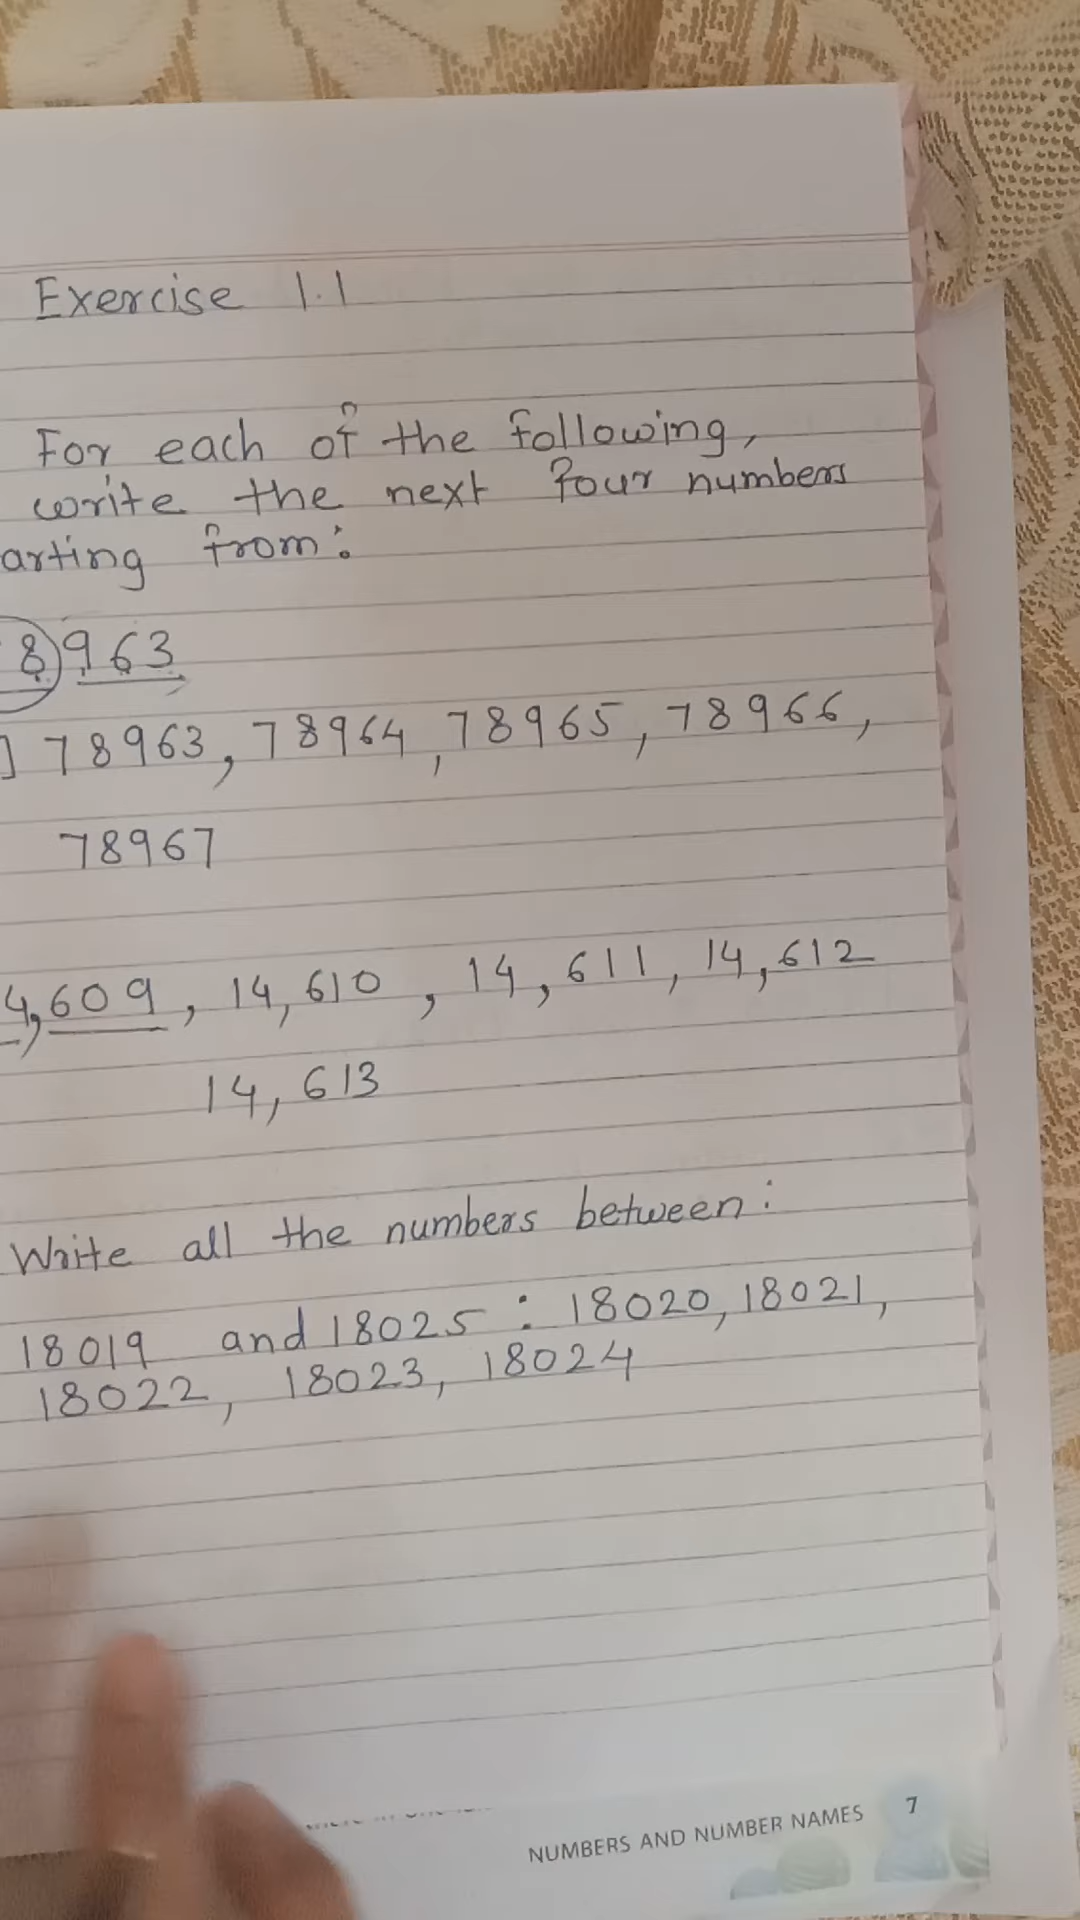 Exercise 1.1
For each of the following,
write the next four numbers
arting from:
8963
] 78963, 78964, 78965, 78966,
78967
4,609, 14,610, 14,611, 14,612
14,613
Write all the numbers between:
18019 and 18025 : 18020, 18021,
18022, 18023, 18024
NUMBERS AND NUMBER NAMES 7